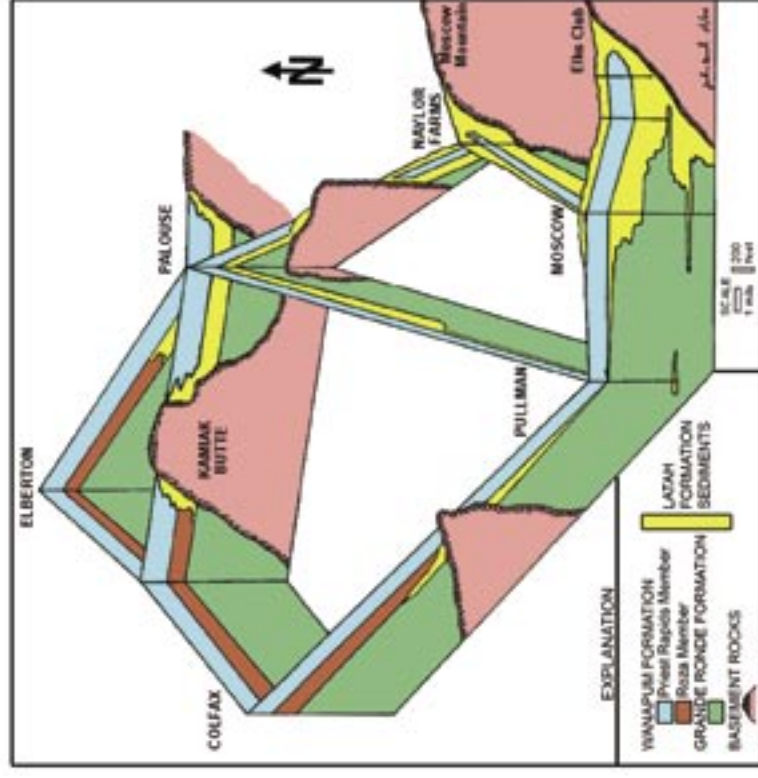 ELBERTON
PALOUSE
N
NAYLOR
FARMS
Moscow
Mountain
Elks Club
KAMIAK
BUTTE
COLFAX
PULLMAN
MOSCOW
SCALE
1 mile
200
feet
EXPLANATION
WANAPUM FORMATION
Priest Rapids Member
Roza Member
GRANDE RONDE FORMATION
BASEMENT ROCKS
LATAH
FORMATION
SEDIMENTS